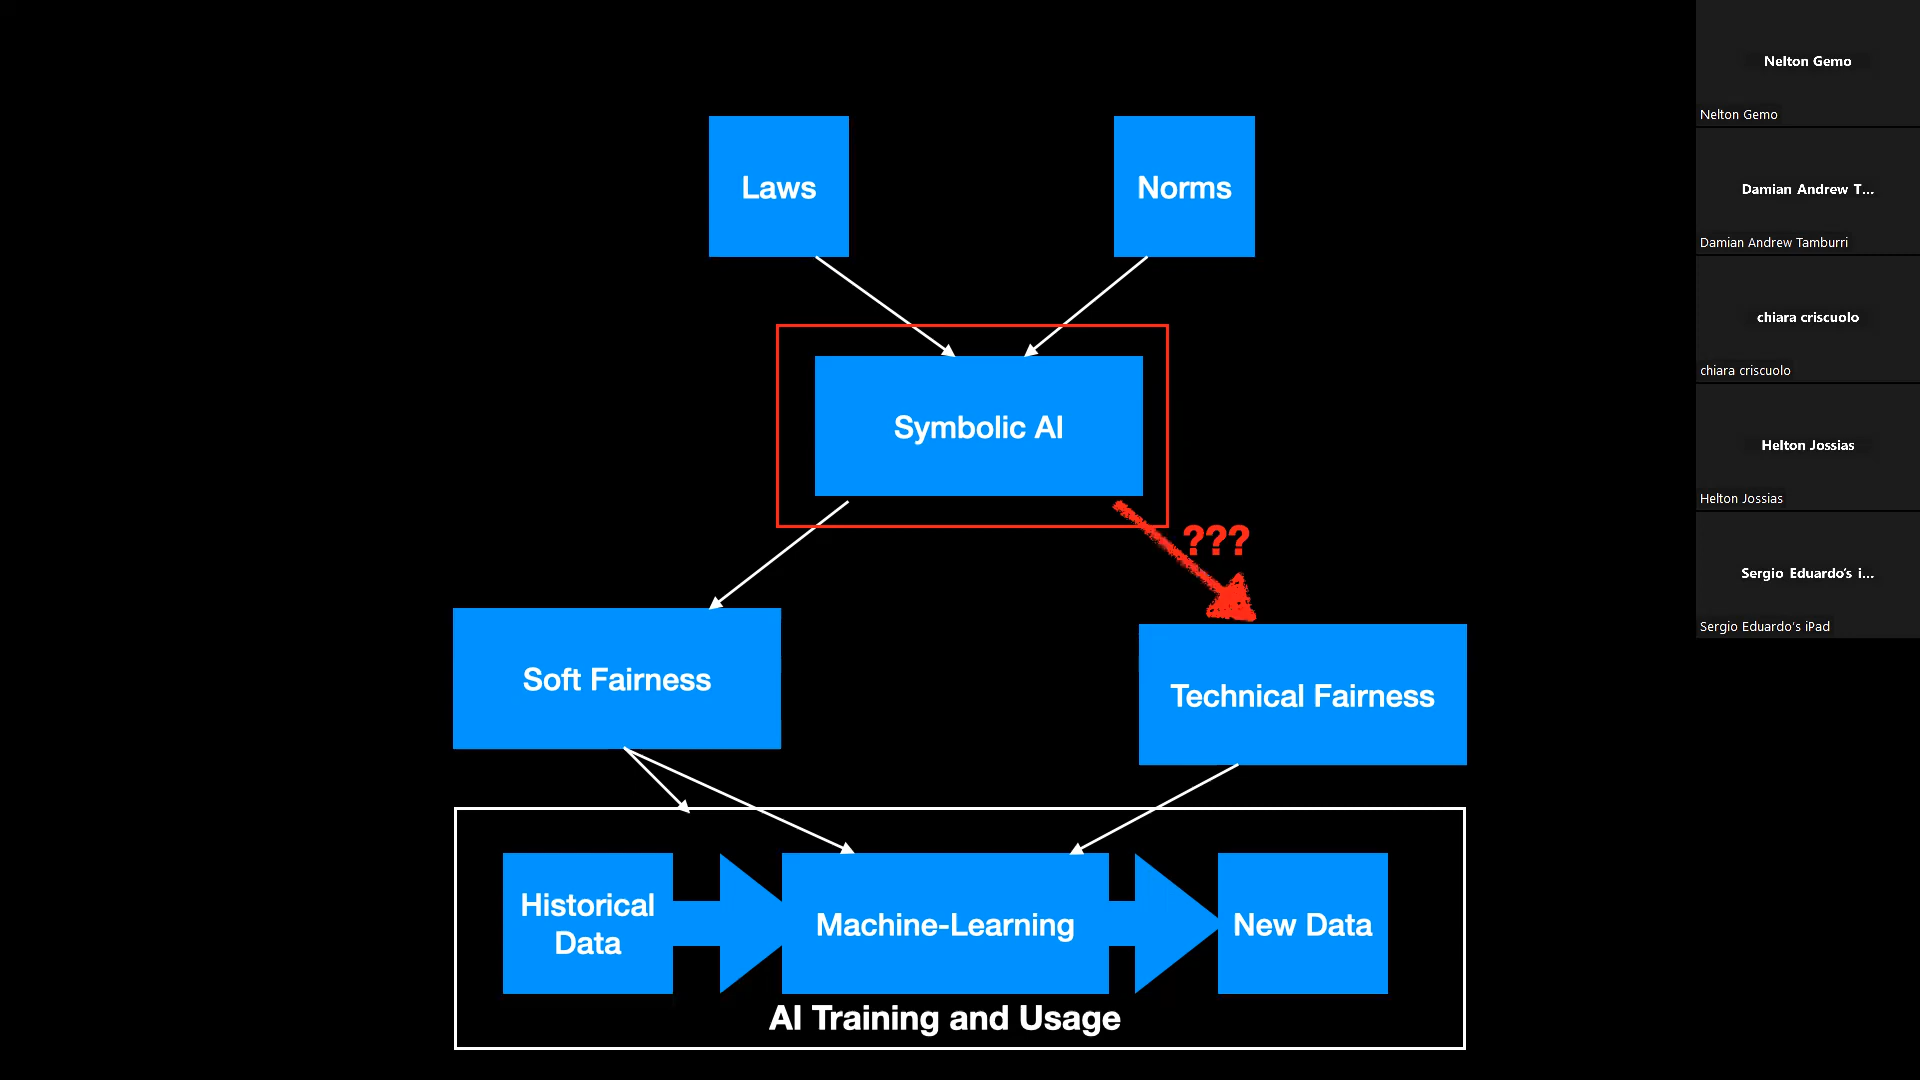 Laws
Norms
Symbolic AI
???
Soft Fairness
Technical Fairness
Historical
Data
Machine-Learning
New Data
AI Training and Usage
Nelton Gemo
Nelton Gemo
Damian Andrew T...
Damian Andrew Tamburri
chiara criscuolo
chiara criscuolo
Helton Jossias
Helton Jossias
Sergio Eduardo's i...
Sergio Eduardo's iPad